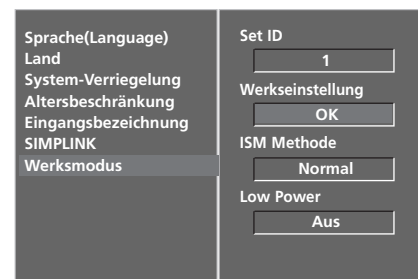 Sprache(Language)
Land
System-Verriegelung
Altersbeschränkung
Eingangsbezeichnung
SIMPLINK
Werksmodus
Set ID
1
Werkseinstellung
OK
ISM Methode
Normal
Low Power
Aus